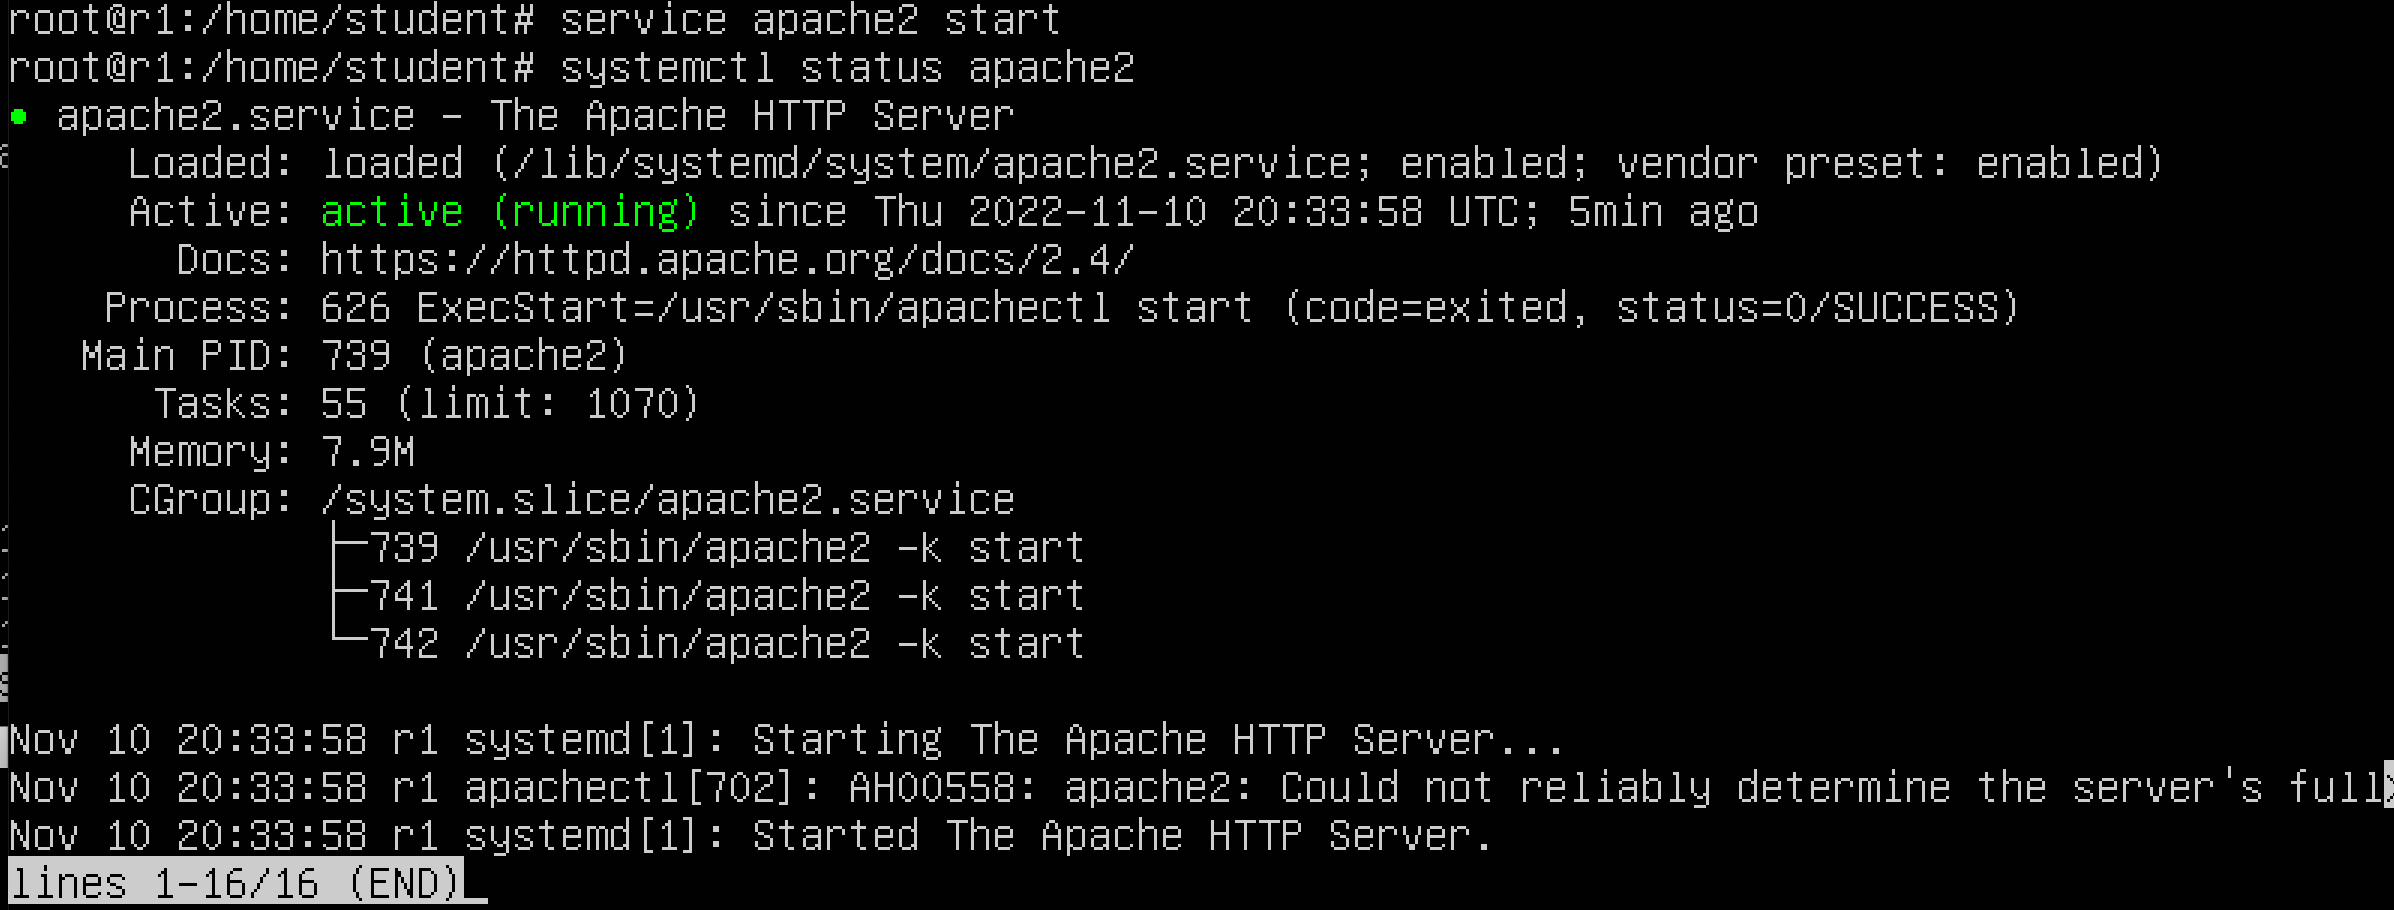 root@r1:/home/student# service apache2 start
root@r1:/home/student# systemctl status apache2
● apache2.service - The Apache HTTP Server
     Loaded: loaded (/lib/systemd/system/apache2.service; enabled; vendor preset: enabled)
     Active: active (running) since Thu 2022-11-10 20:33:58 UTC; 5min ago
       Docs: https://httpd.apache.org/docs/2.4/
    Process: 626 ExecStart=/usr/sbin/apachectl start (code=exited, status=0/SUCCESS)
   Main PID: 739 (apache2)
      Tasks: 55 (limit: 1070)
     Memory: 7.9M
     CGroup: /system.slice/apache2.service
             ├─739 /usr/sbin/apache2 -k start
             ├─741 /usr/sbin/apache2 -k start
             └─742 /usr/sbin/apache2 -k start
Nov 10 20:33:58 r1 systemd[1]: Starting The Apache HTTP Server...
Nov 10 20:33:58 r1 apachectl[702]: AH00558: apache2: Could not reliably determine the server's full>
Nov 10 20:33:58 r1 systemd[1]: Started The Apache HTTP Server.
lines 1-16/16 (END)